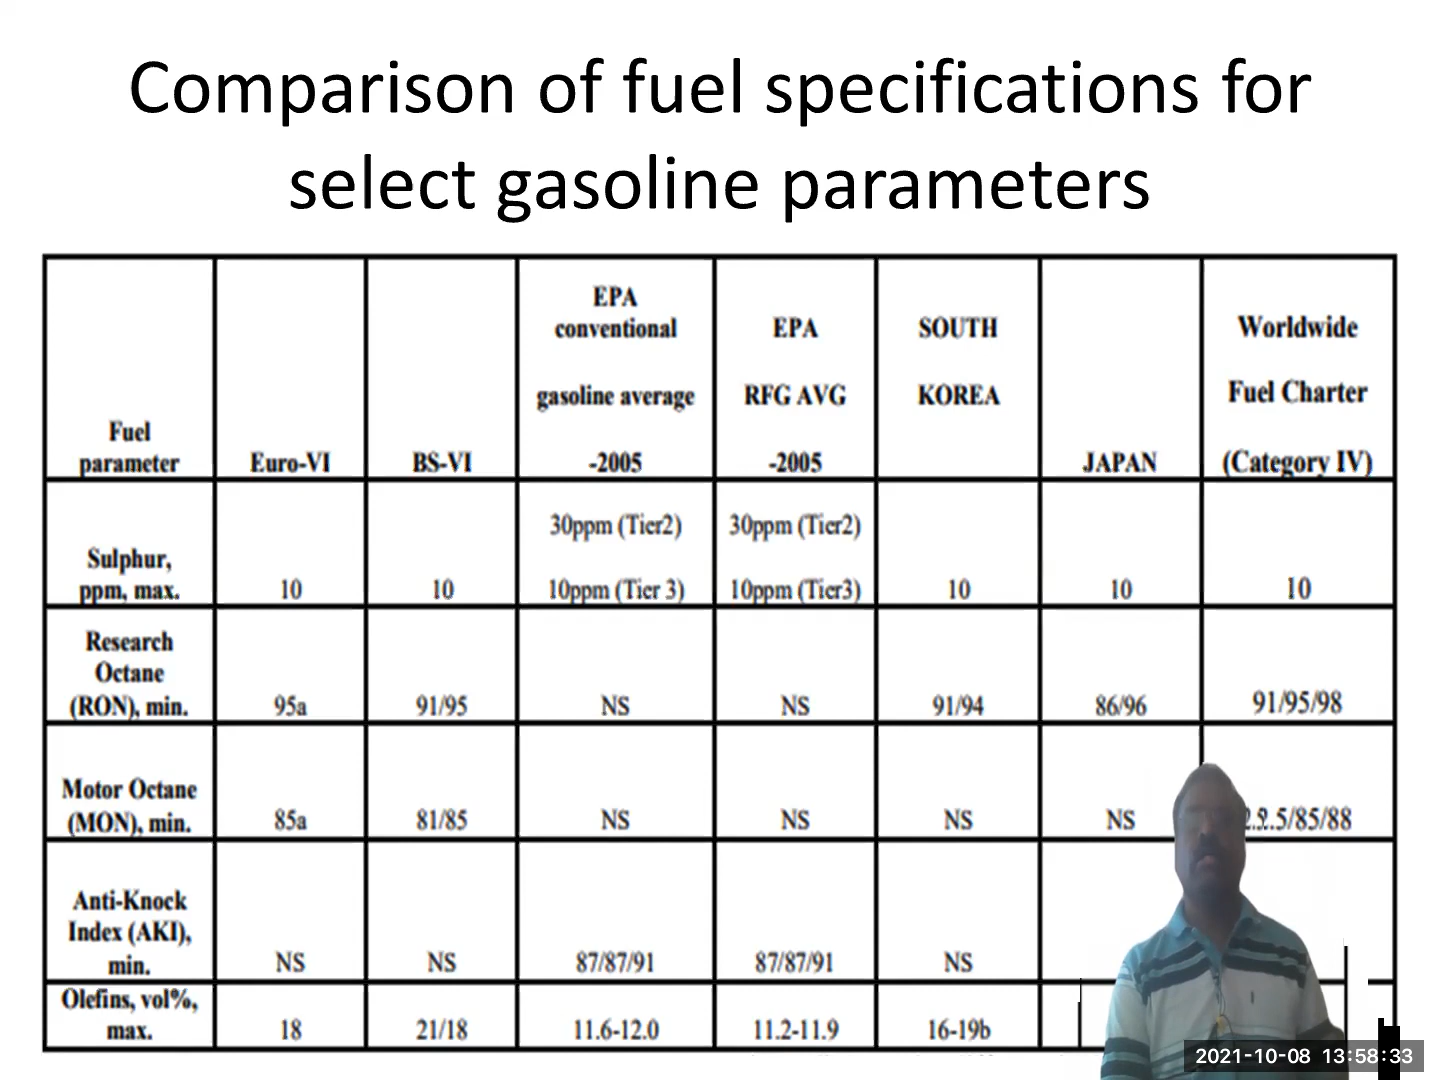 Comparison of fuel specifications for
select gasoline parameters
Fuel
parameter
Euro-VI
BS-VI
EPA
conventional
gasoline average
-2005
EPA
RFG AVG
-2005
SOUTH
KOREA
JAPAN
Worldwide
Fuel Charter
(Category IV)
Sulphur,
ppm, max.
10
10
30ppm (Tier2)
10ppm (Tier 3)
30ppm (Tier2)
10ppm (Tier3)
10
10
10
Research
Octane
(RON), min.
95a
91/95
NS
NS
91/94
86/96
91/95/98
Motor Octane
(MON), min.
85a
81/85
NS
NS
NS
NS
.5/85/88
Anti-Knock
Index (AKI),
min.
NS
NS
87/87/91
87/87/91
NS
Olefins, vol%,
max.
18
21/18
11.6-12.0
11.2-11.9
16-19b
2021-10-08 13:58:33